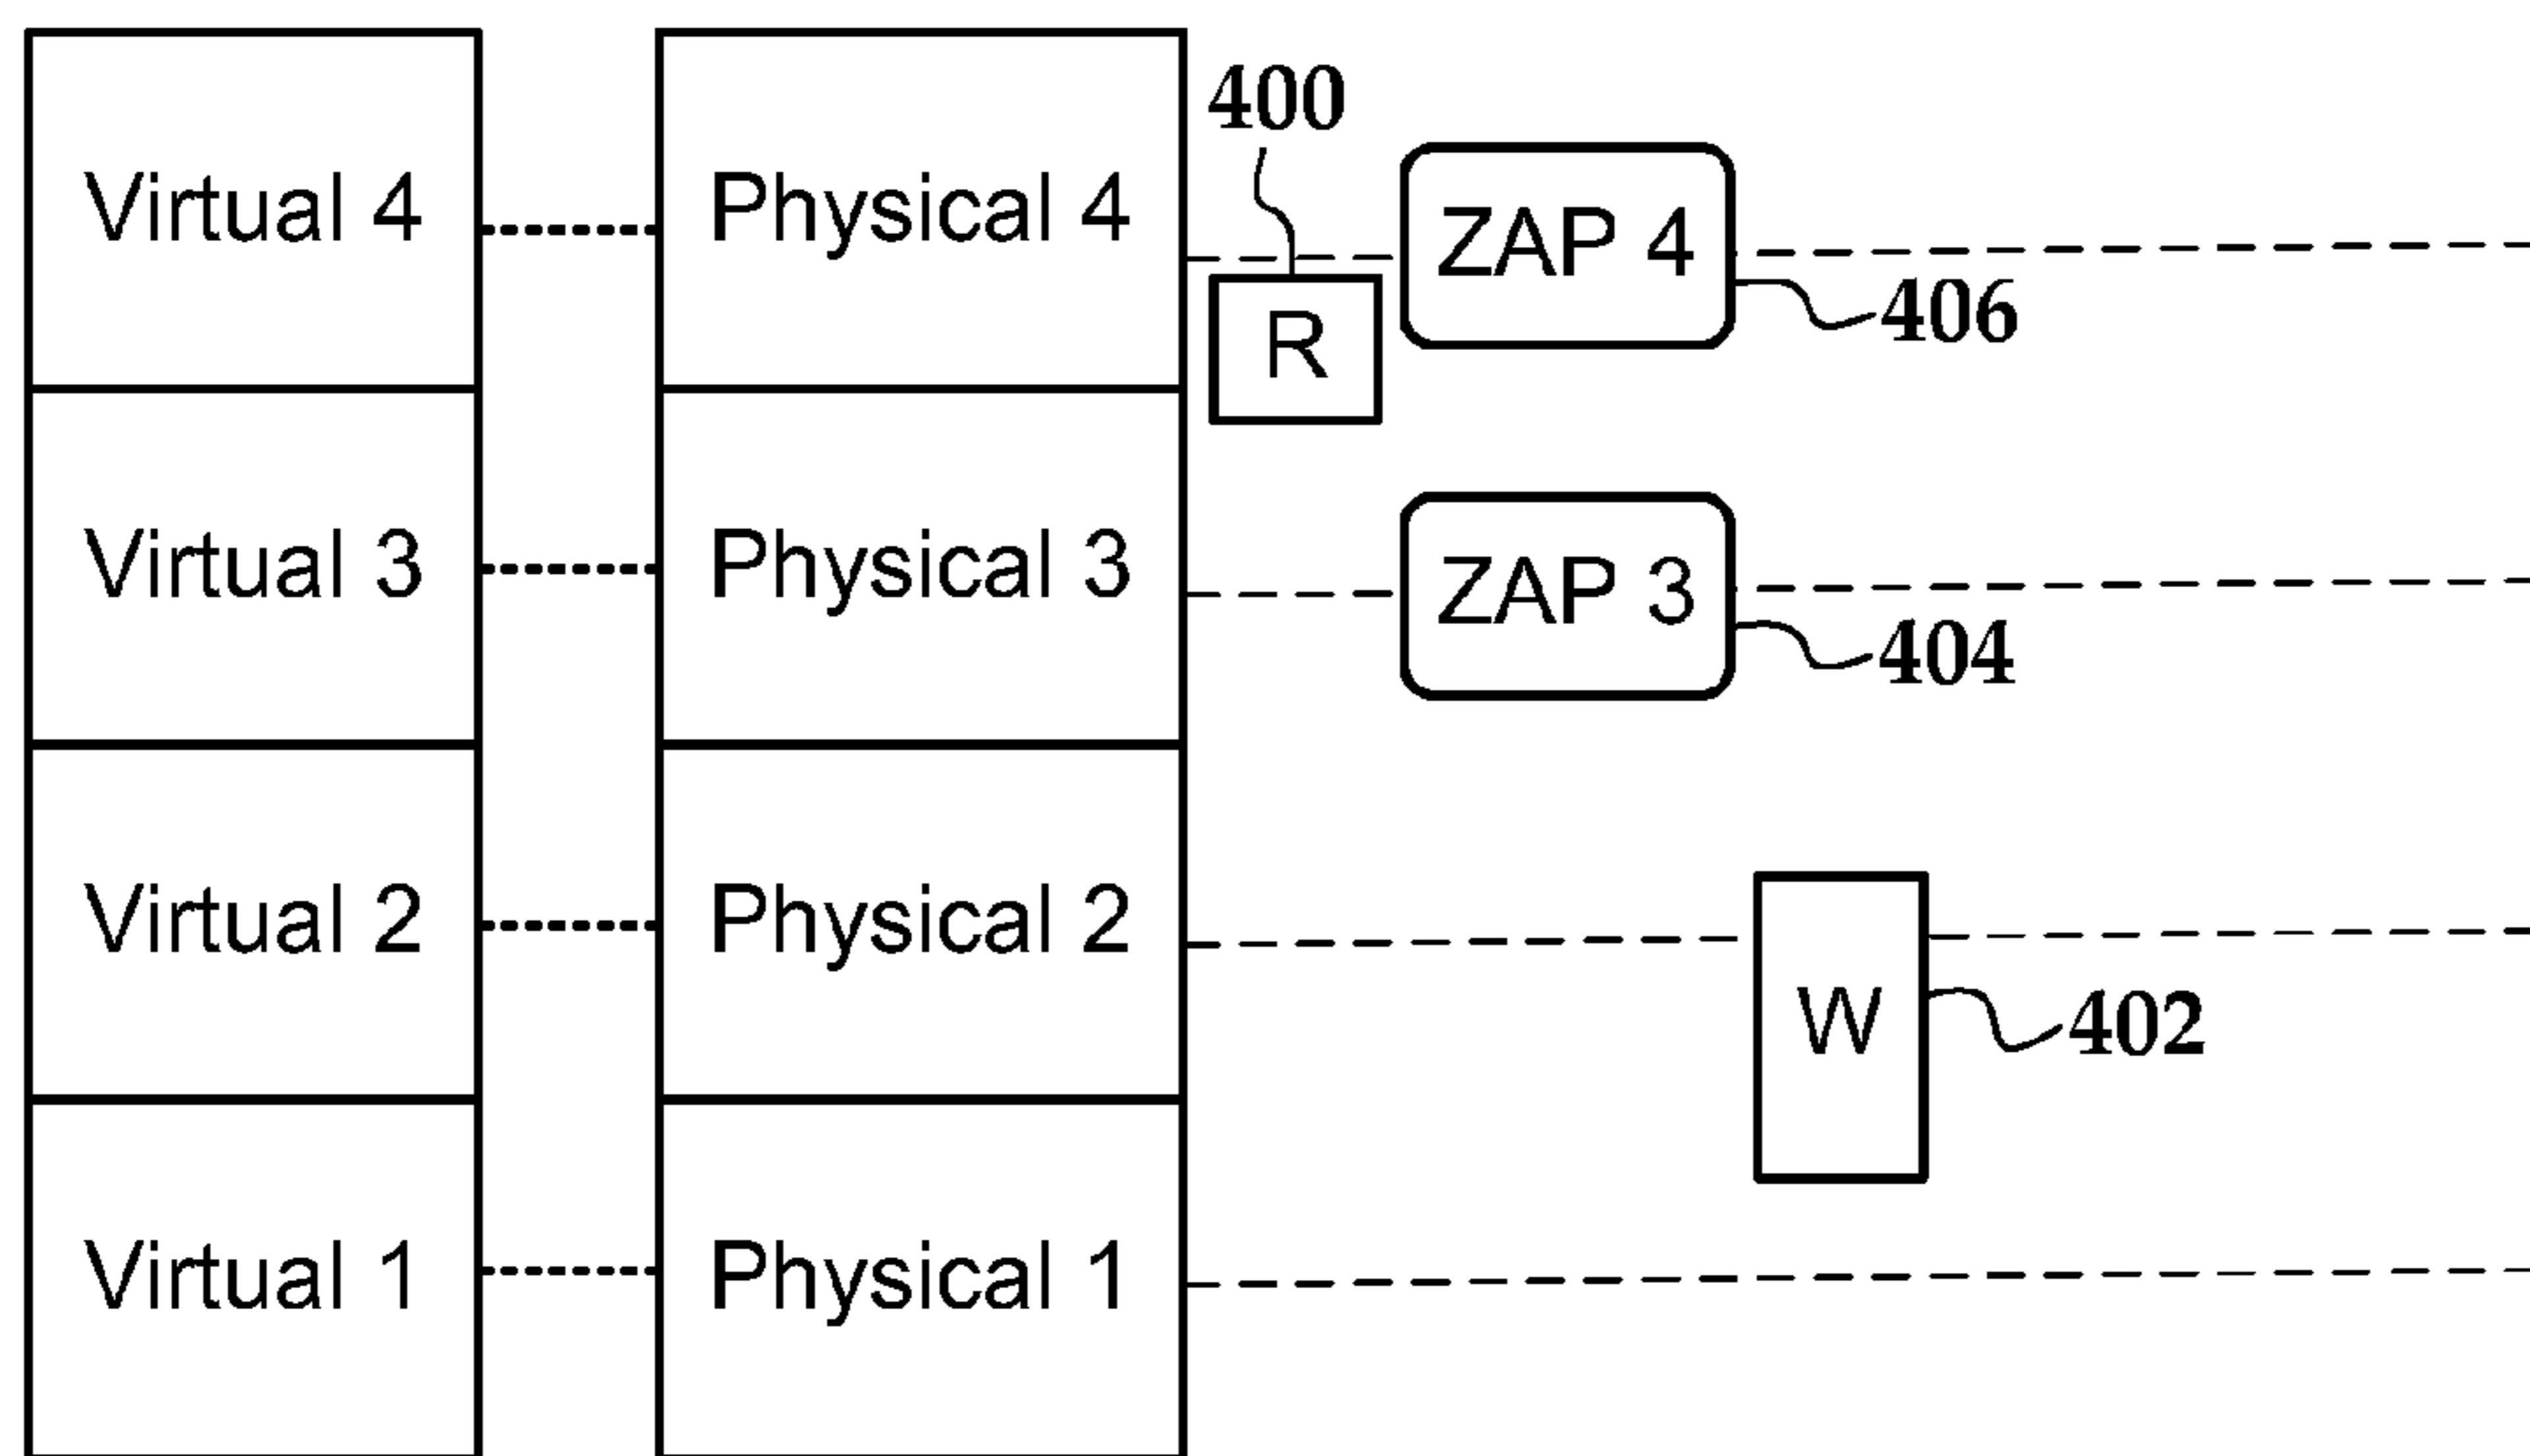 400
Virtual 4 Physical 4 ZAP 4
406
R
Virtual 3 Physical 3 ZAP 3
404
Virtual 2 Physical 2
W 402
Virtual 1 Physical 1